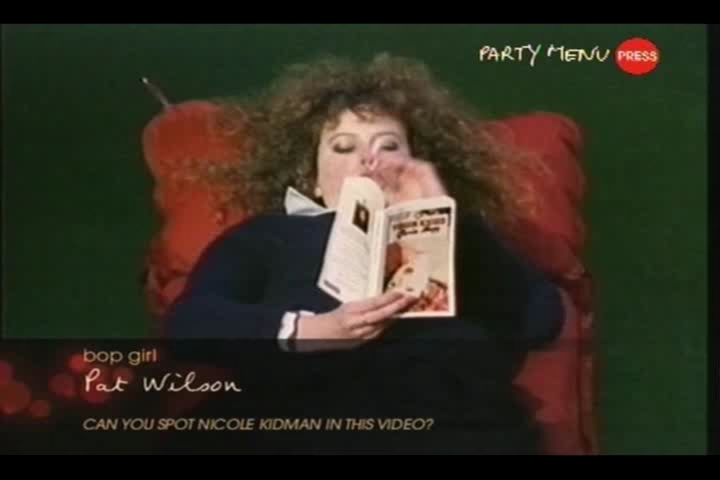 PARTY MENU PRESS
bop girl
Pat Wilson
CAN YOU SPOT NICOLE KIDMAN IN THIS VIDEO?